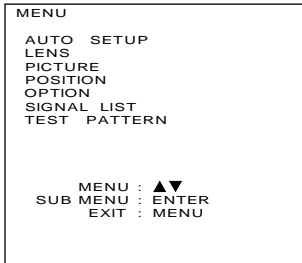 MENU
AUTO SETUP
LENS
PICTURE
POSITION
OPTION
SIGNAL LIST
TEST PATTERN
MENU : ▲▼
SUB MENU : ENTER
EXIT : MENU